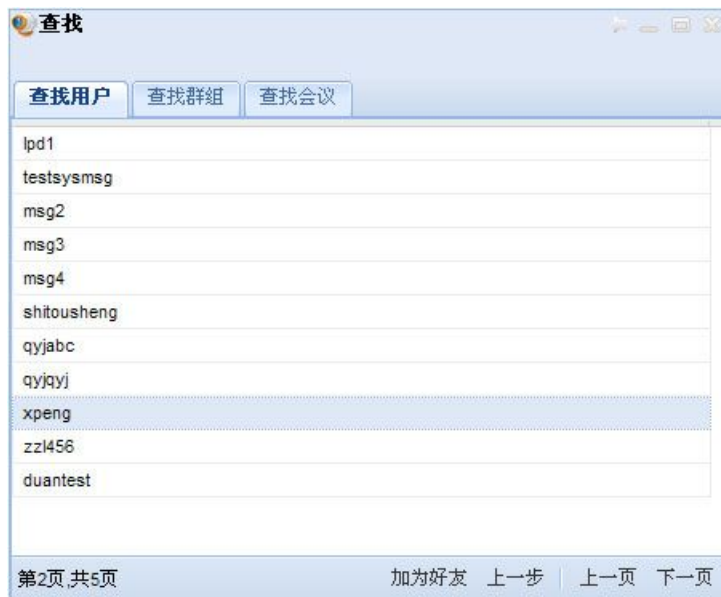 查找
查找用户 查找群组 查找会议
lpd1
testsysmsg
msg2
msg3
msg4
shitousheng
qyjabc
qyjqyj
xpeng
zzl456
duantest
第2页,共5页 加为好友 上一步 上一页 下一页